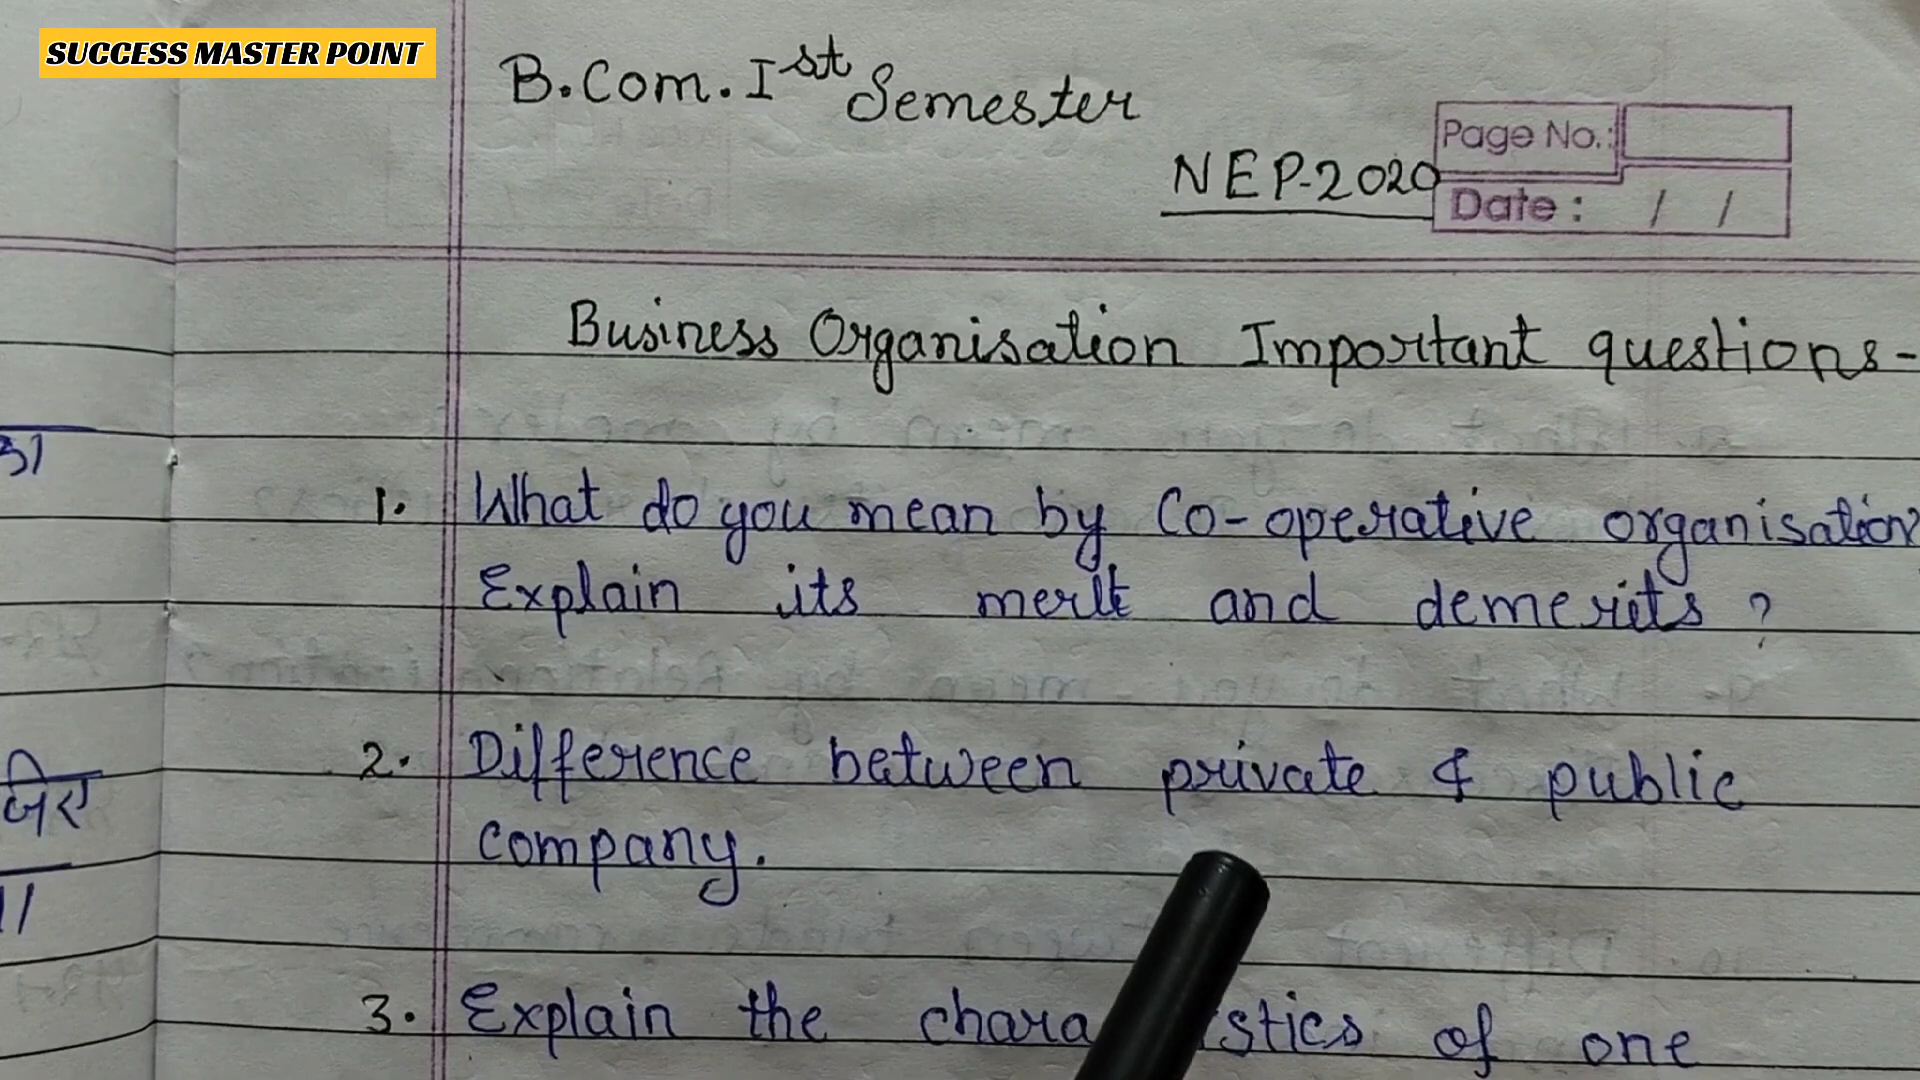 SUCCESS MASTER POINT
B.Com. Ist Semester
NEP-2020
Page No.:
Date : / /
Business Organisation Important questions-
1. What do you mean by Co-operative organisation?
Explain its merit and demerits ?
2. Difference between private & public
company.
3. Explain the of one